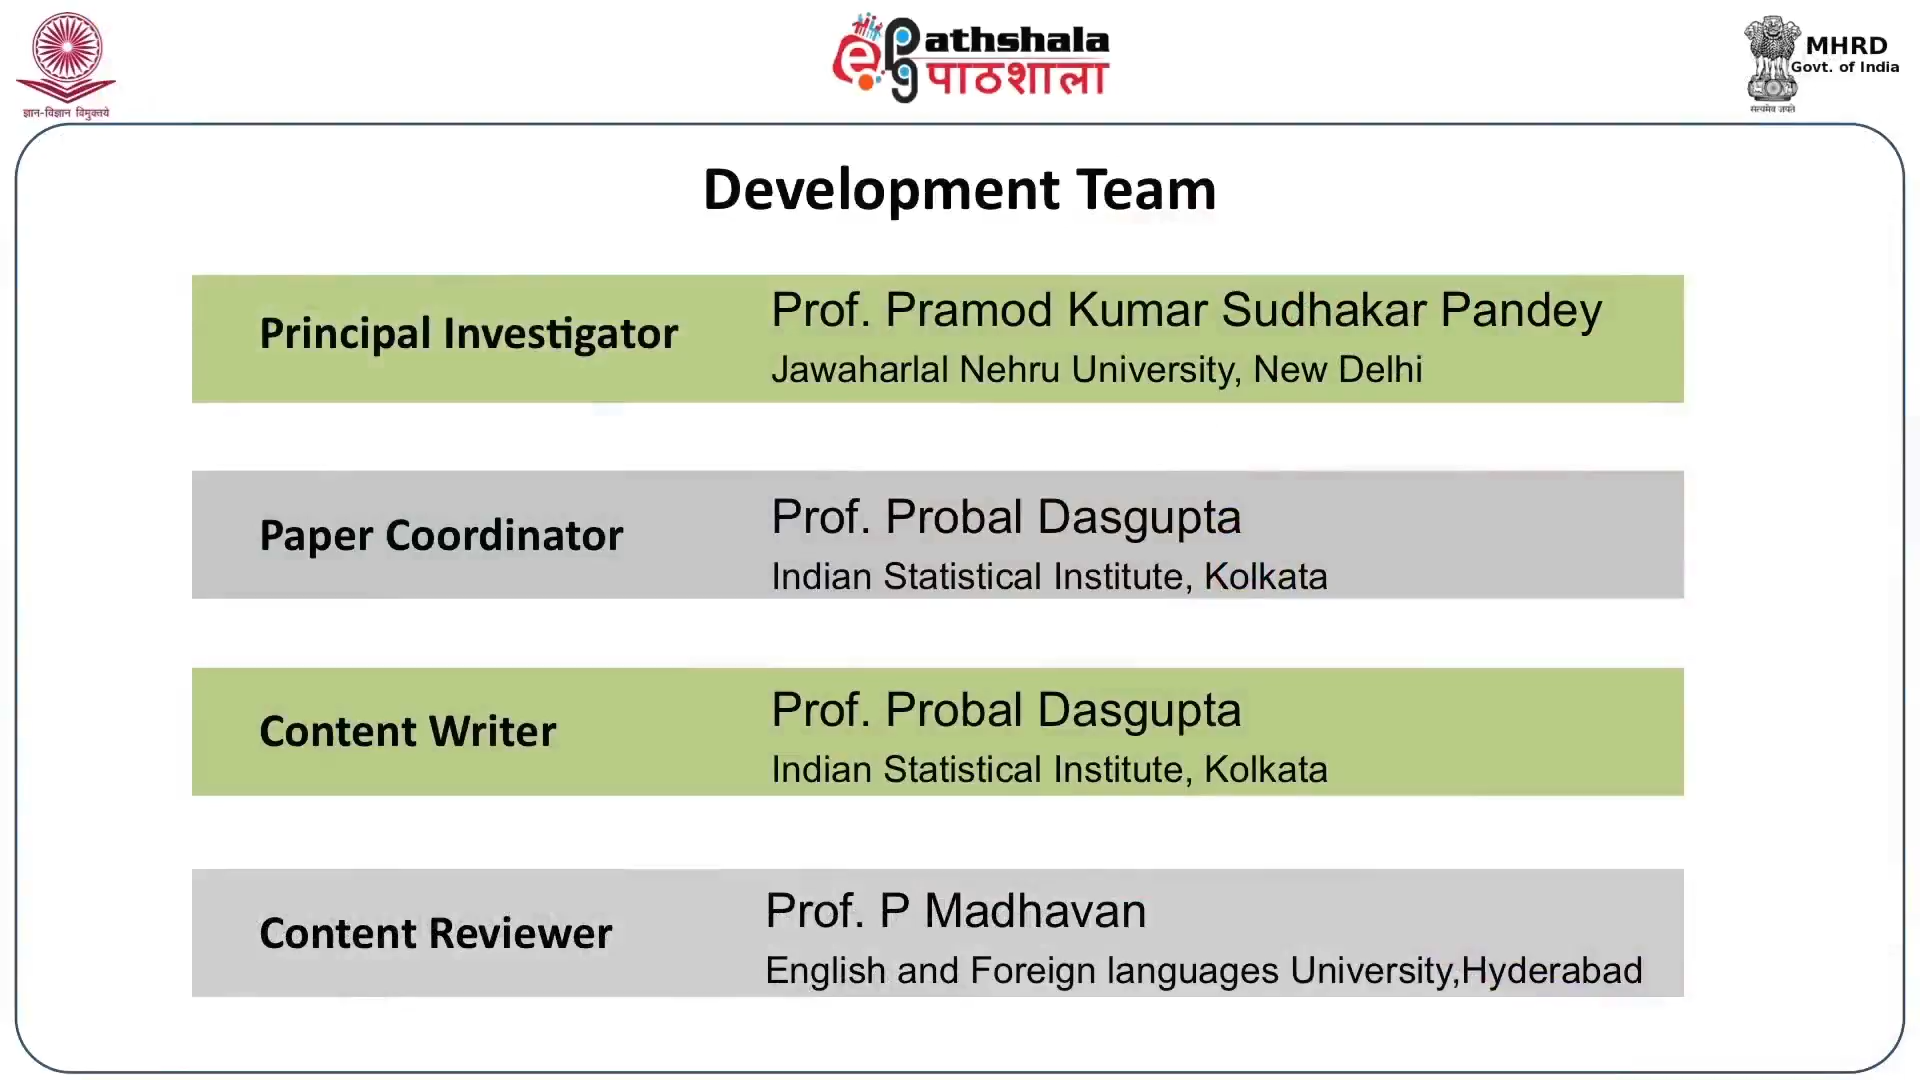 ज्ञान-विज्ञान विमुक्तये
ePathshala
पाठशाला
MHRD
Govt. of India
सत्यमेव जयते
Development Team
Principal Investigator
Prof. Pramod Kumar Sudhakar Pandey
Jawaharlal Nehru University, New Delhi
Paper Coordinator
Prof. Probal Dasgupta
Indian Statistical Institute, Kolkata
Content Writer
Prof. Probal Dasgupta
Indian Statistical Institute, Kolkata
Content Reviewer
Prof. P Madhavan
English and Foreign languages University,Hyderabad